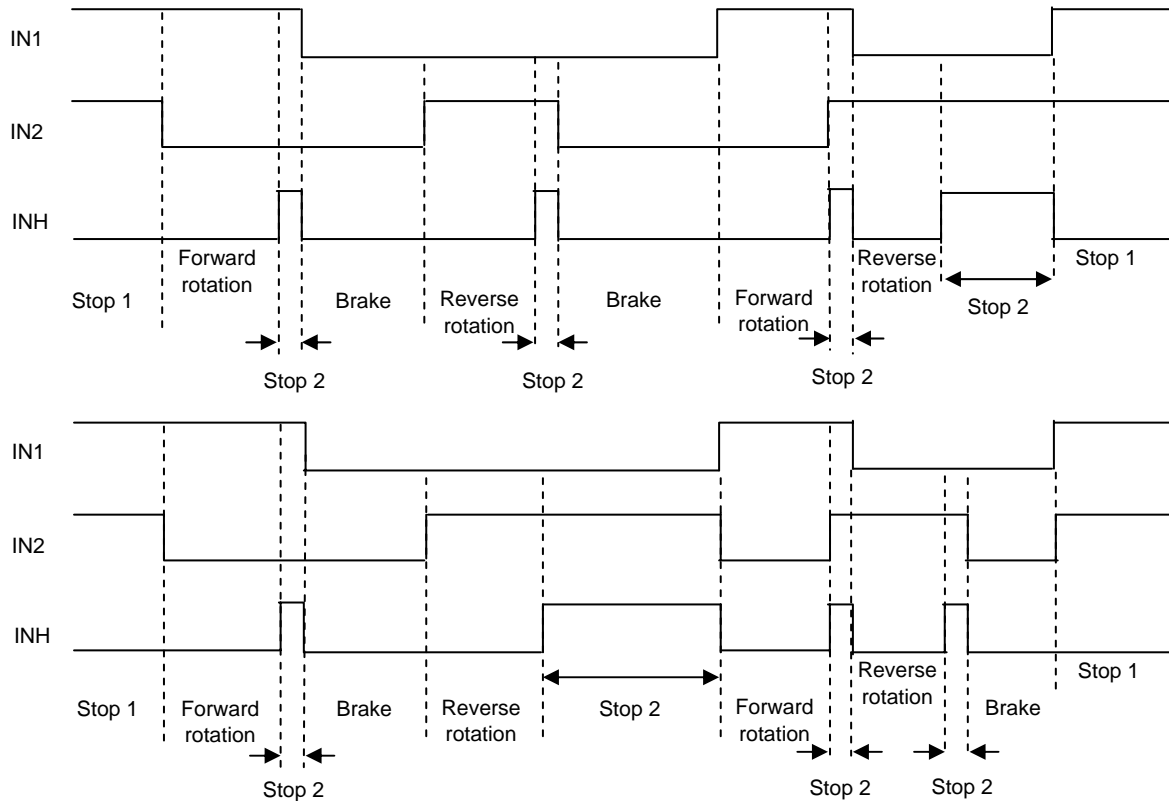 IN1
IN2
INH
Forward
rotation
Reverse
rotation
Stop 1
Stop 1
Brake
Reverse
rotation
Brake
Forward
rotation
Stop 2
Stop 2
Stop 2
Stop 2
IN1
IN2
INH
Reverse
rotation
Stop 1
Stop 1
Forward
rotation
Brake
Reverse
rotation
Stop 2
Forward
rotation
Brake
Stop 2
Stop 2
Stop 2